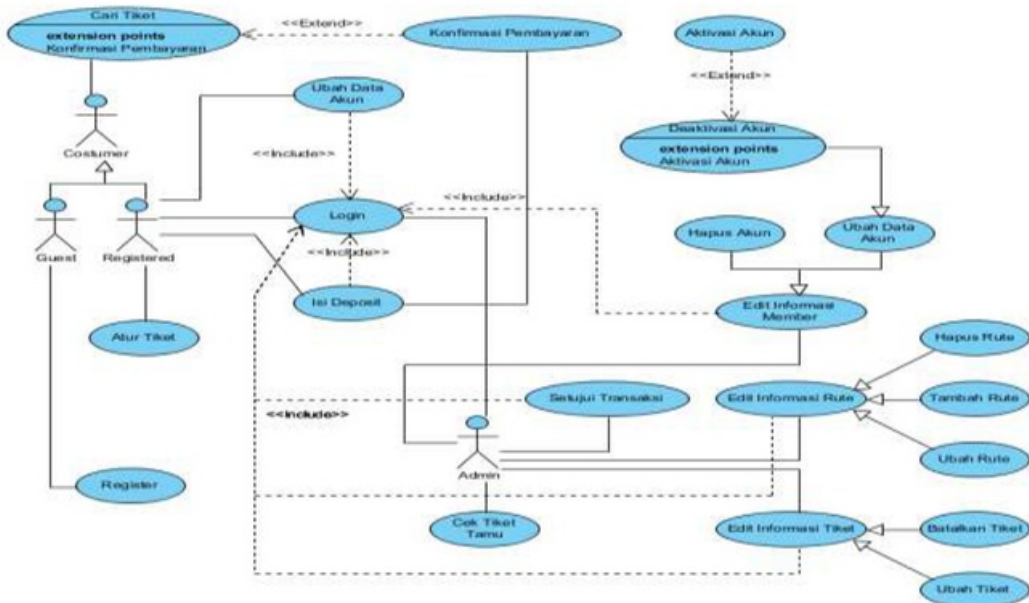 Cari Tiket
extension points
Konfirmasi Pembayaran
<<Extend>>
Konfirmasi Pembayaran
Aktivasi Akun
<<Extend>>
Ubah Data
Akun
Costumer
<<Include>>
Deaktivasi Akun
extension points
Aktivasi Akun
<<Include>>
Login
Guest
Registered
<<Include>>
Hapus Akun
Ubah Data
Akun
Isi Deposit
Edit Informasi
Member
Atur Tiket
Hapus Rute
Setujui Transaksi
Edit Informasi Rute
Tambah Rute
<<Include>>
Ubah Rute
Admin
Register
Cek Tiket
Tamu
Edit Informasi Tiket
Batalkan Tiket
Ubah Tiket